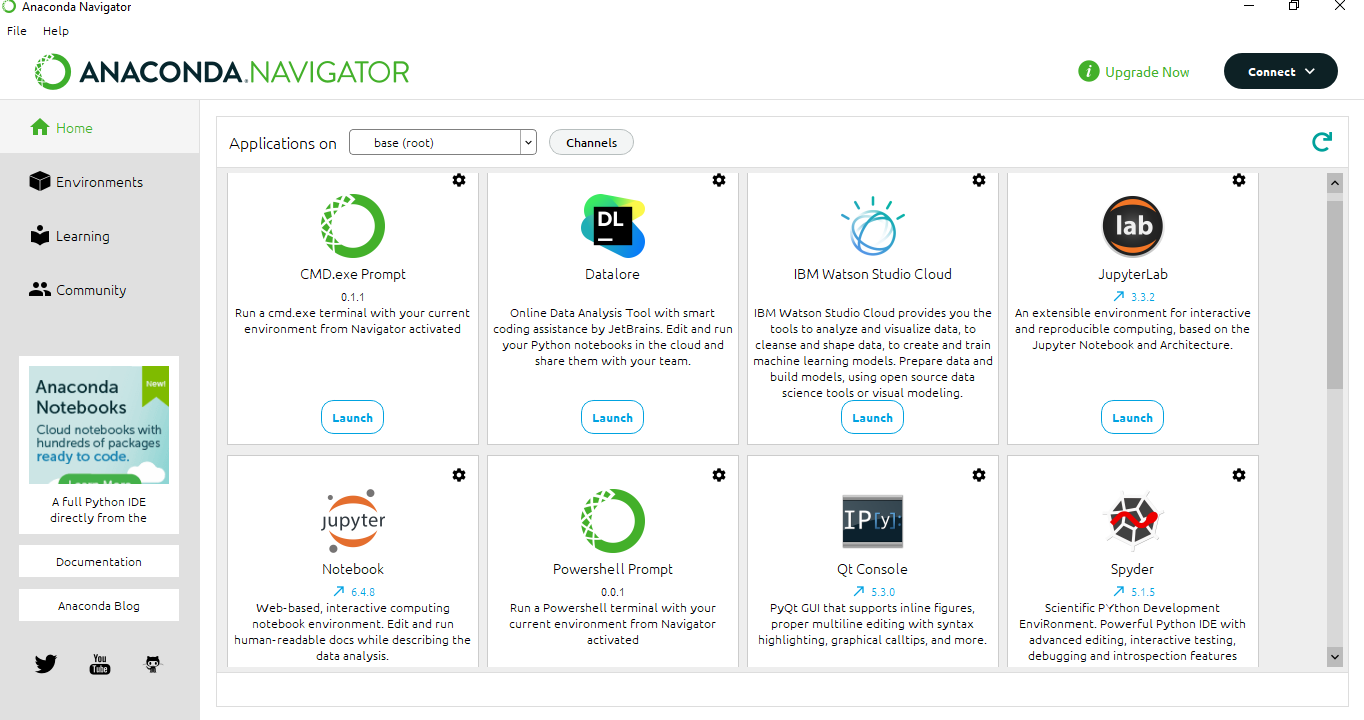 Anaconda Navigator
File Help
ANACONDA.NAVIGATOR
i Upgrade Now
Connect
Home
Environments
Learning
Community
Anaconda
Notebooks
New!
Cloud notebooks with
hundreds of packages
ready to code.
Learn More
A full Python IDE
directly from the
Documentation
Anaconda Blog
You
Tube
Applications on base (root) Channels
CMD.exe Prompt
0.1.1
Run a cmd.exe terminal with your current
environment from Navigator activated
Launch
DL
Datalore
Online Data Analysis Tool with smart
coding assistance by JetBrains. Edit and run
your Python notebooks in the cloud and
share them with your team.
Launch
IBM Watson Studio Cloud
IBM Watson Studio Cloud provides you the
tools to analyze and visualize data, to
cleanse and shape data, to create and train
machine learning models. Prepare data and
build models, using open source data
science tools or visual modeling.
Launch
lab
JupyterLab
3.3.2
An extensible environment for interactive
and reproducible computing, based on the
Jupyter Notebook and Architecture.
Launch
jupyter
Notebook
6.4.8
Web-based, interactive computing
notebook environment. Edit and run
human-readable docs while describing the
data analysis.
Powershell Prompt
0.0.1
Run a Powershell terminal with your
current environment from Navigator
activated
IP[y]:
Qt Console
5.3.0
PyQt GUI that supports inline figures,
proper multiline editing with syntax
highlighting, graphical calltips, and more.
Spyder
5.1.5
Scientific PYthon Development
EnviRonment. Powerful Python IDE with
advanced editing, interactive testing,
debugging and introspection features